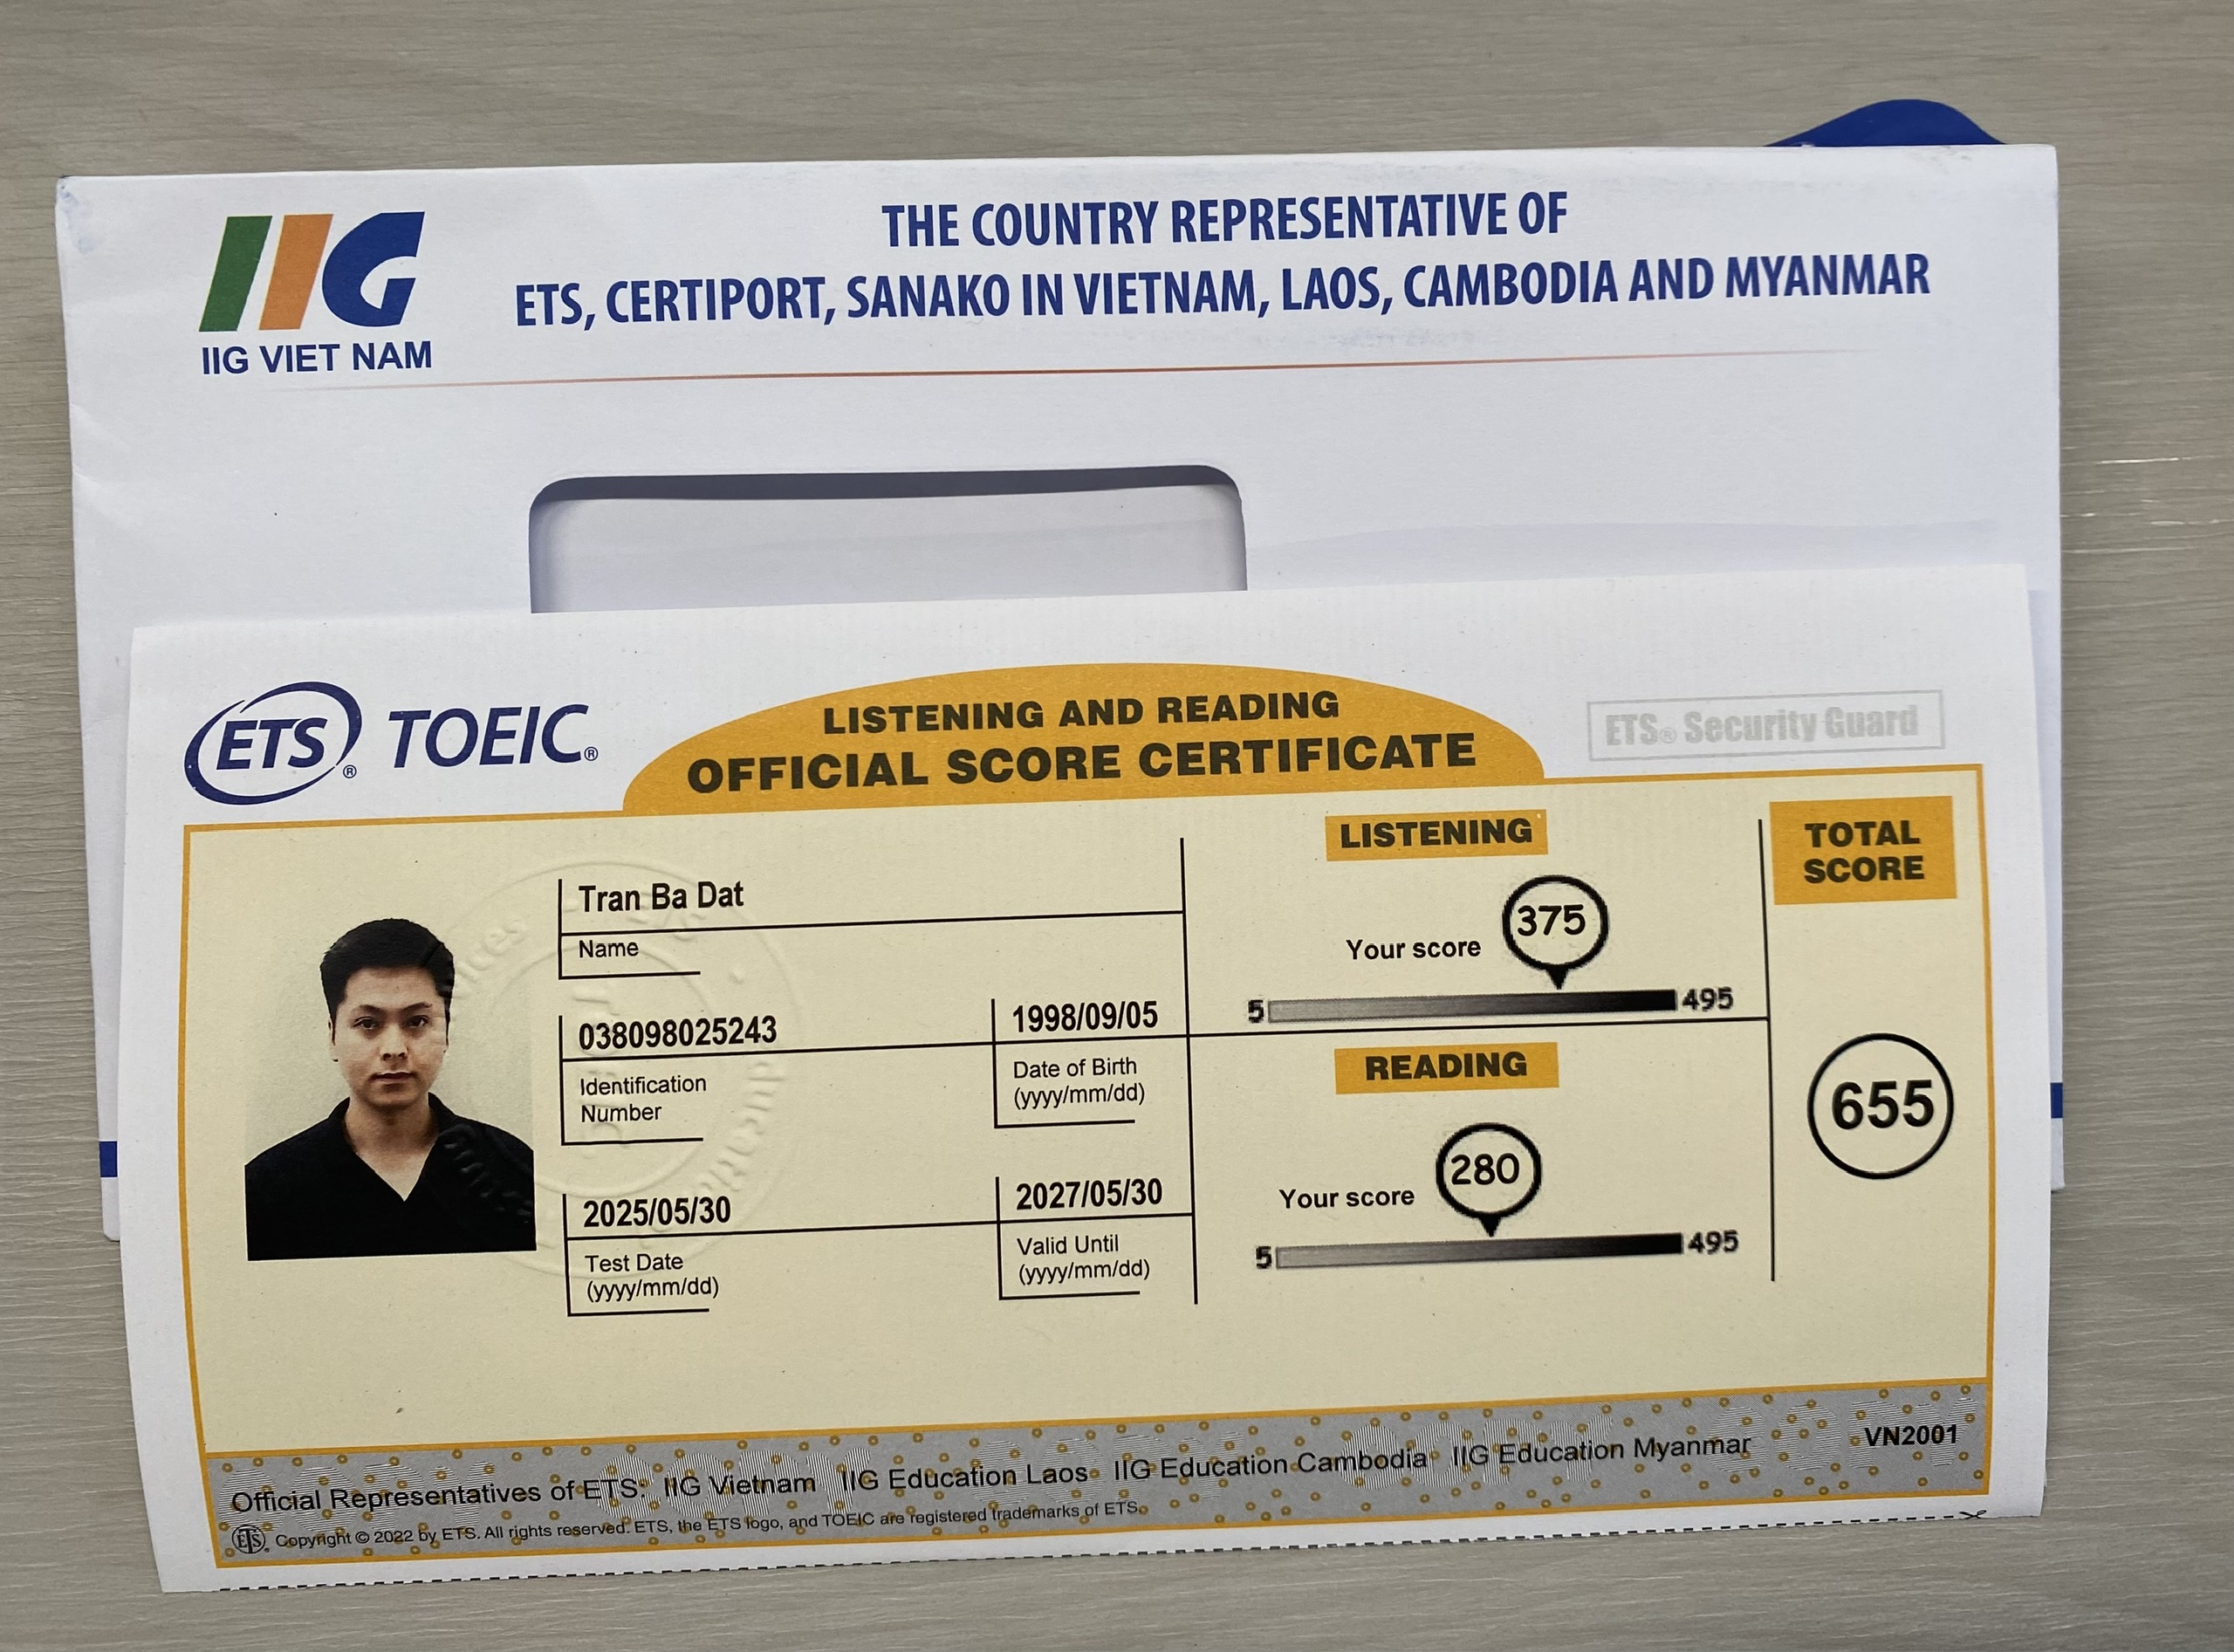 IIG
IIG VIET NAM
THE COUNTRY REPRESENTATIVE OF
ETS, CERTIPORT, SANAKO IN VIETNAM, LAOS, CAMBODIA AND MYANMAR
ETS® TOEIC®
LISTENING AND READING
OFFICIAL SCORE CERTIFICATE
ETS® Security Guard
Tran Ba Dat
Name
038098025243
Identification
Number
1998/09/05
Date of Birth
(yyyy/mm/dd)
2025/05/30
Test Date
(yyyy/mm/dd)
2027/05/30
Valid Until
(yyyy/mm/dd)
LISTENING
Your score 375
5 495
READING
Your score 280
5 495
TOTAL
SCORE
655
Official Representatives of ETS: IIG Vietnam IIG Education Laos IIG Education Cambodia IIG Education Myanmar VN2001
ETS® Copyright © 2022 by ETS. All rights reserved. ETS, the ETS logo, and TOEIC are registered trademarks of ETS.